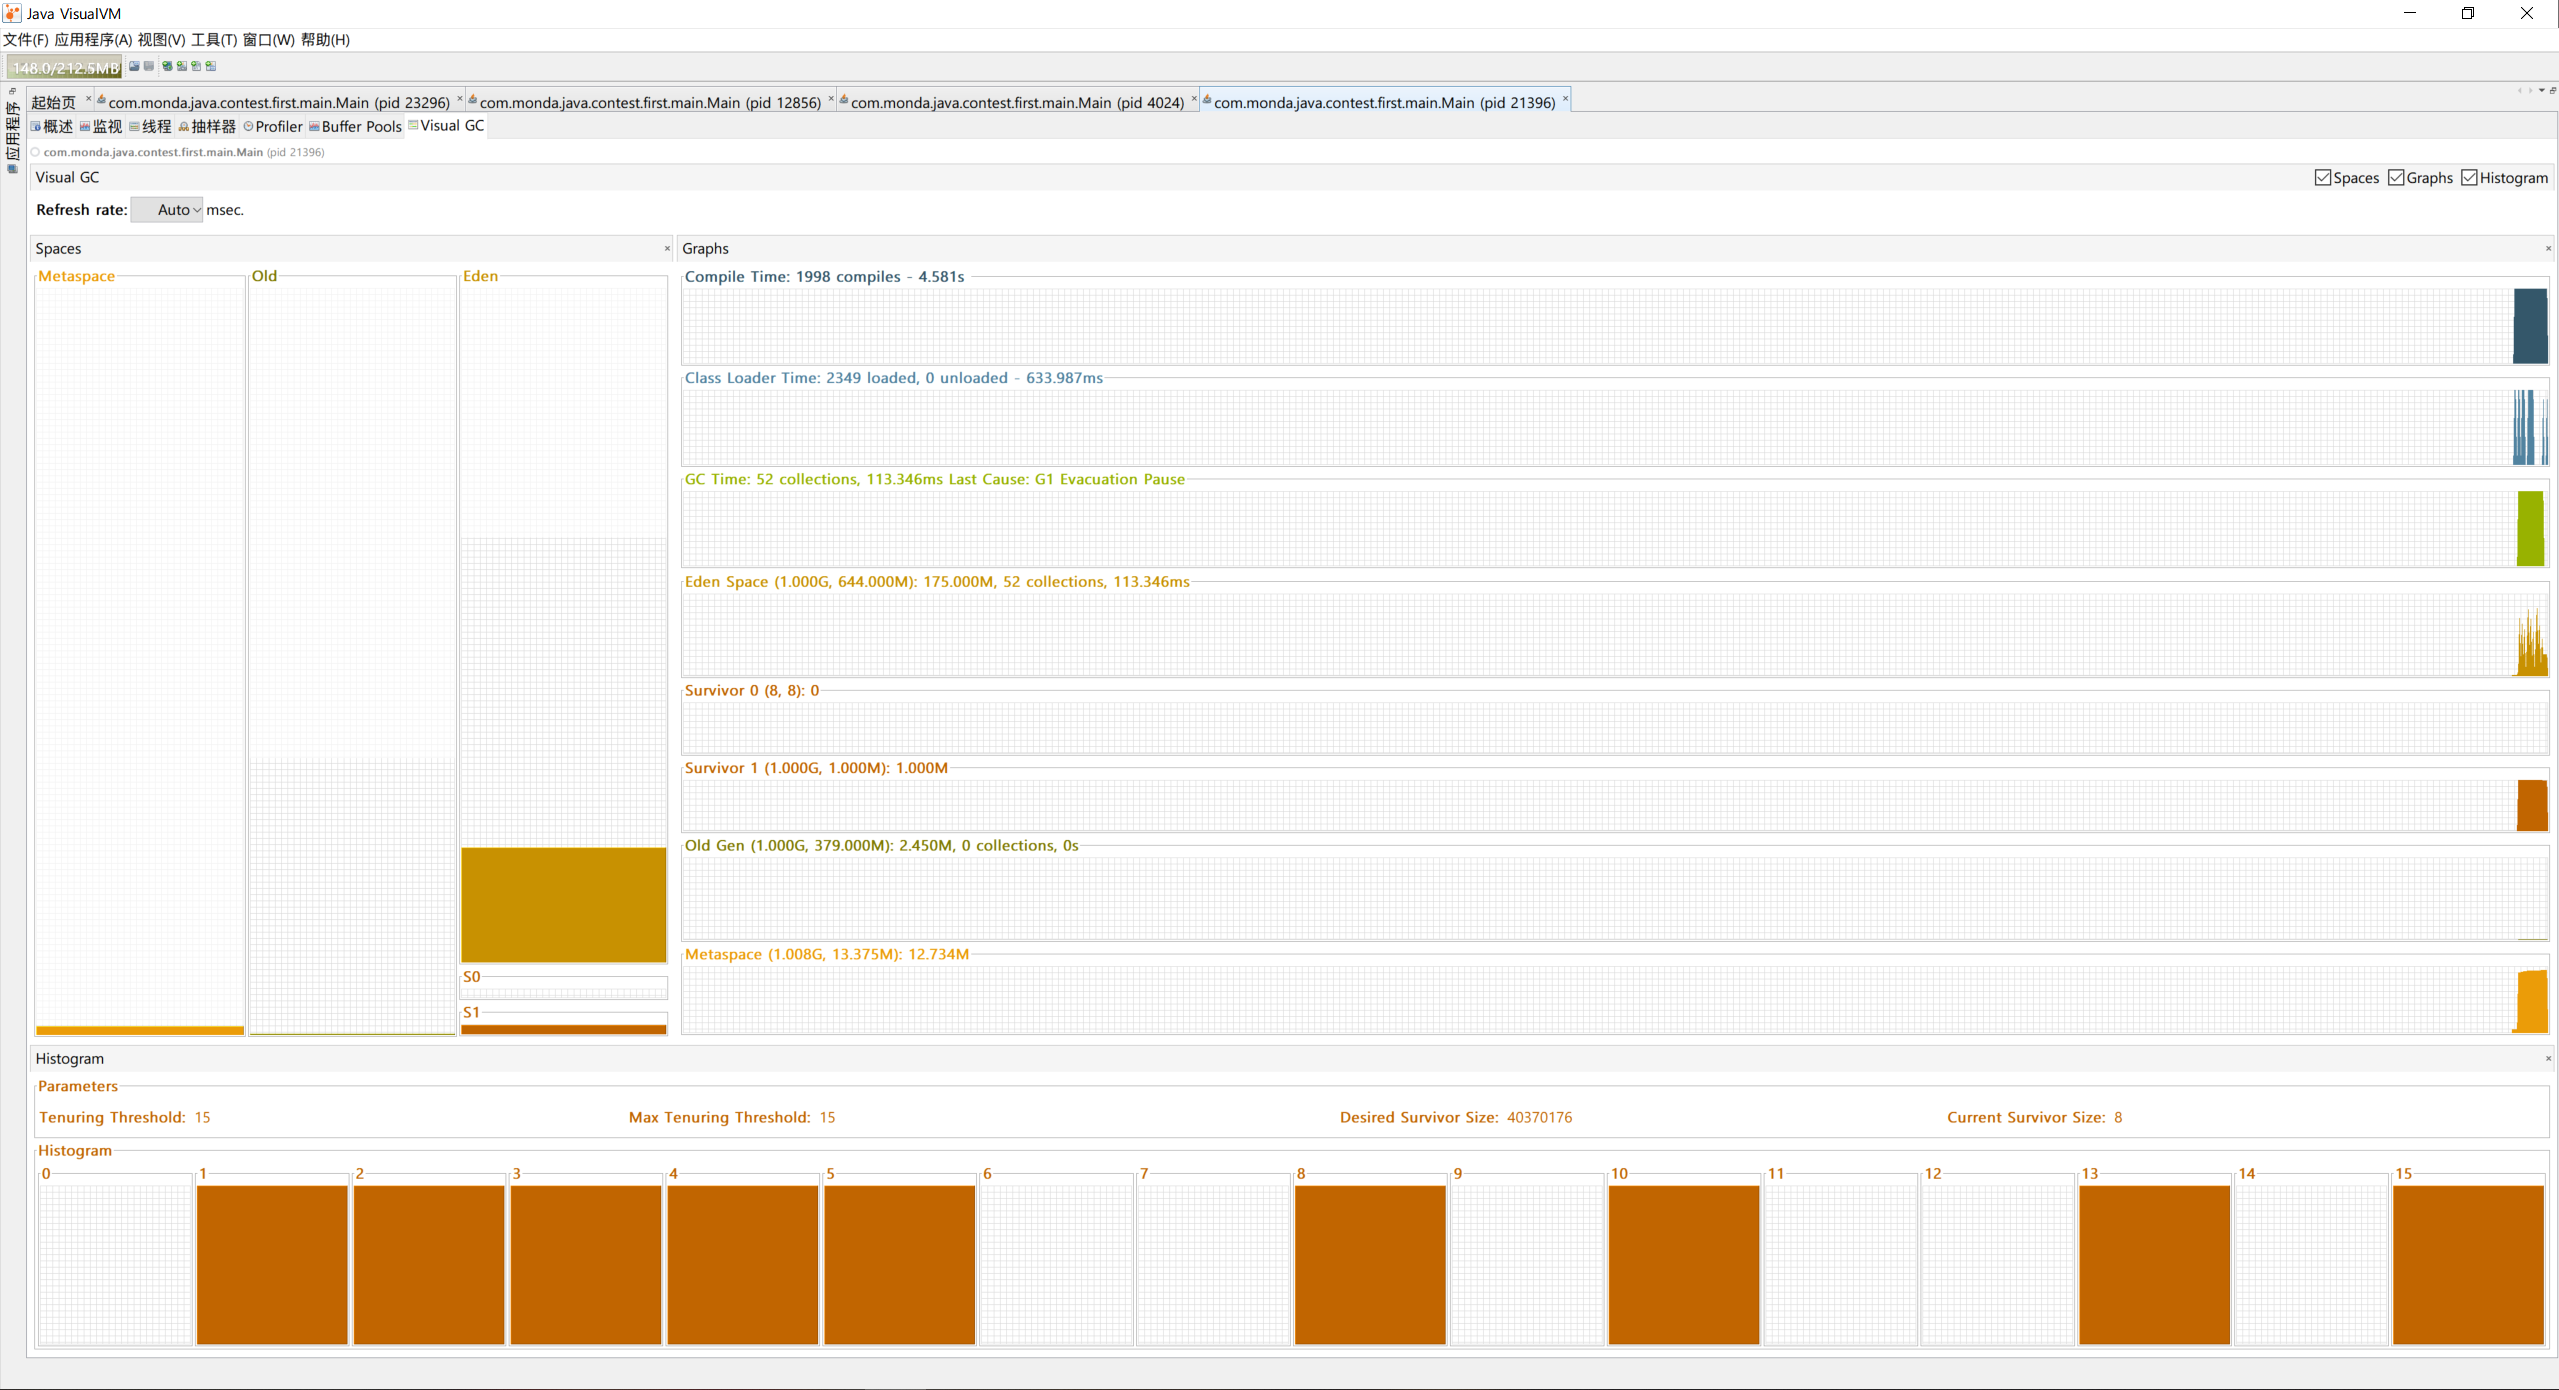 Java VisualVM
文件(F) 应用程序(A) 视图(V) 工具(T) 窗口(W) 帮助(H)
148.0/212.5MB
应用程序
起始页 com.monda.java.contest.first.main.Main (pid 23296) com.monda.java.contest.first.main.Main (pid 12856) com.monda.java.contest.first.main.Main (pid 4024) com.monda.java.contest.first.main.Main (pid 21396)
概述 监视 线程 抽样器 Profiler Buffer Pools Visual GC
com.monda.java.contest.first.main.Main (pid 21396)
Visual GC Spaces Graphs Histogram
Refresh rate: Auto msec.
Spaces
Metaspace Old Eden
S0
S1
Graphs
Compile Time: 1998 compiles - 4.581s
Class Loader Time: 2349 loaded, 0 unloaded - 633.987ms
GC Time: 52 collections, 113.346ms Last Cause: G1 Evacuation Pause
Eden Space (1.000G, 644.000M): 175.000M, 52 collections, 113.346ms
Survivor 0 (8, 8): 0
Survivor 1 (1.000G, 1.000M): 1.000M
Old Gen (1.000G, 379.000M): 2.450M, 0 collections, 0s
Metaspace (1.008G, 13.375M): 12.734M
Histogram
Parameters
Tenuring Threshold: 15 Max Tenuring Threshold: 15 Desired Survivor Size: 40370176 Current Survivor Size: 8
Histogram
0 1 2 3 4 5 6 7 8 9 10 11 12 13 14 15